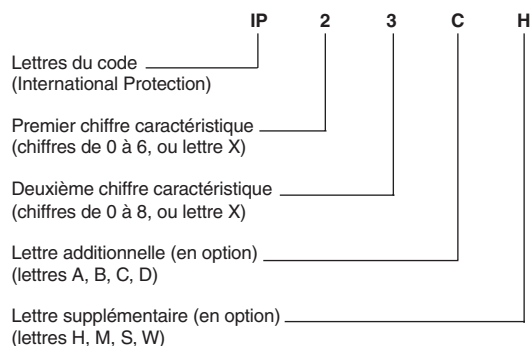 IP 2 3 C H
Lettres du code
(International Protection)
Premier chiffre caractéristique
(chiffres de 0 à 6, ou lettre X)
Deuxième chiffre caractéristique
(chiffres de 0 à 8, ou lettre X)
Lettre additionnelle (en option)
(lettres A, B, C, D)
Lettre supplémentaire (en option)
(lettres H, M, S, W)